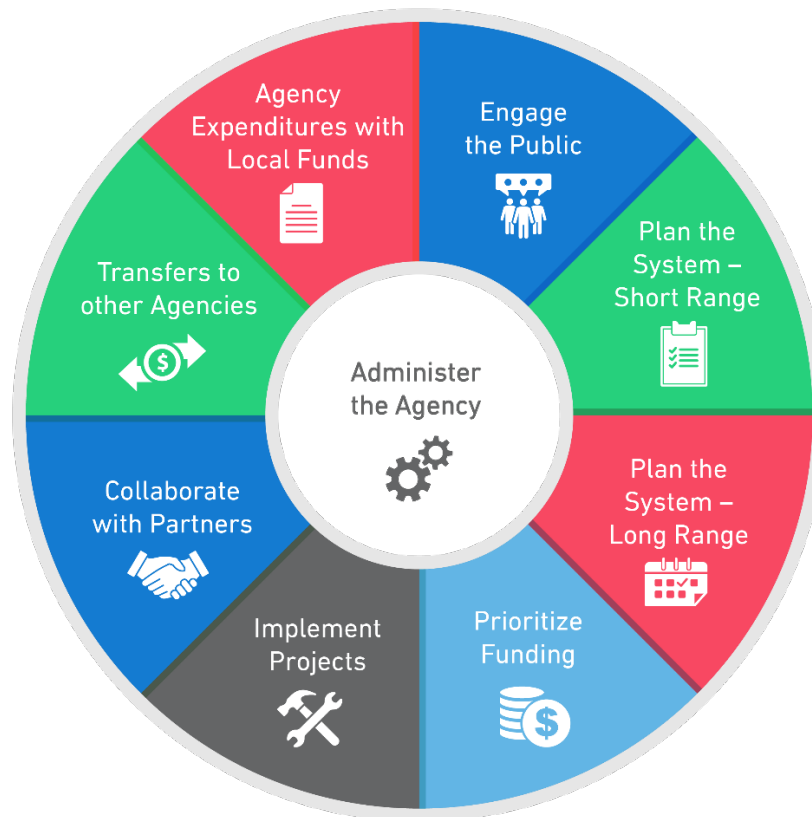 Agency
Expenditures with
Local Funds
Engage
the Public
Plan the
System –
Short Range
Plan the
System –
Long Range
Prioritize
Funding
$
Implement
Projects
Collaborate
with Partners
Transfers to
other Agencies
$
Administer
the Agency